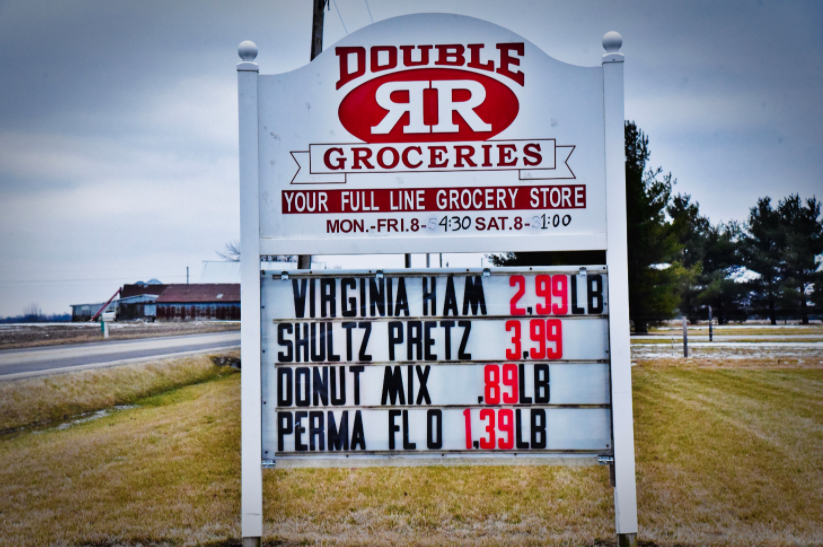 DOUBLE
RR
GROCERIES
YOUR FULL LINE GROCERY STORE
MON.-FRI.8-4:30 SAT.8-1:00
VIRGINIA HAM 2.99LB
SHULTZ PRETZ 3.99
DONUT MIX .89LB
PERMA FLO 1.39LB